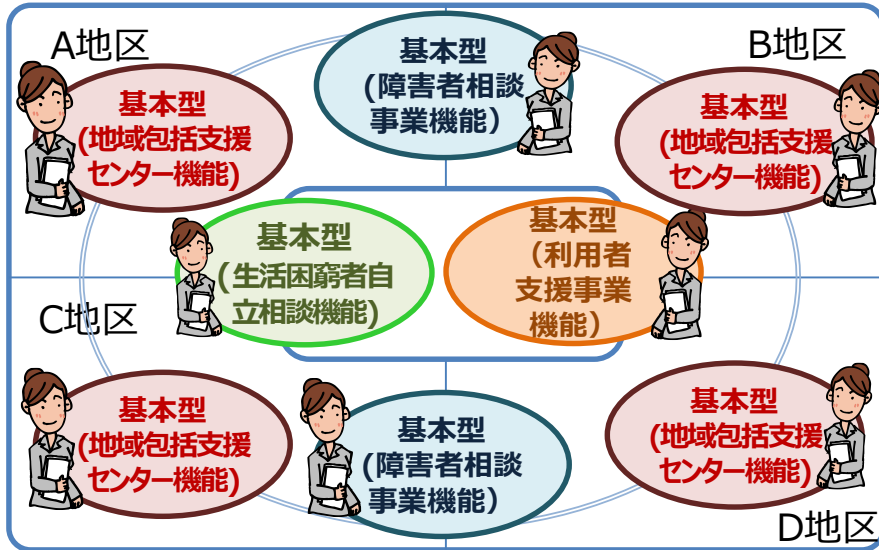 A地区
基本型
(地域包括支援
センター機能)
基本型
(障害者相談
事業機能）
B地区
基本型
(地域包括支援
センター機能)
基本型
(生活困窮者自
立相談機能)
基本型
（利用者
支援事業
機能）
C地区
基本型
(地域包括支援
センター機能)
基本型
(障害者相談
事業機能）
基本型
(地域包括支援
センター機能)
D地区